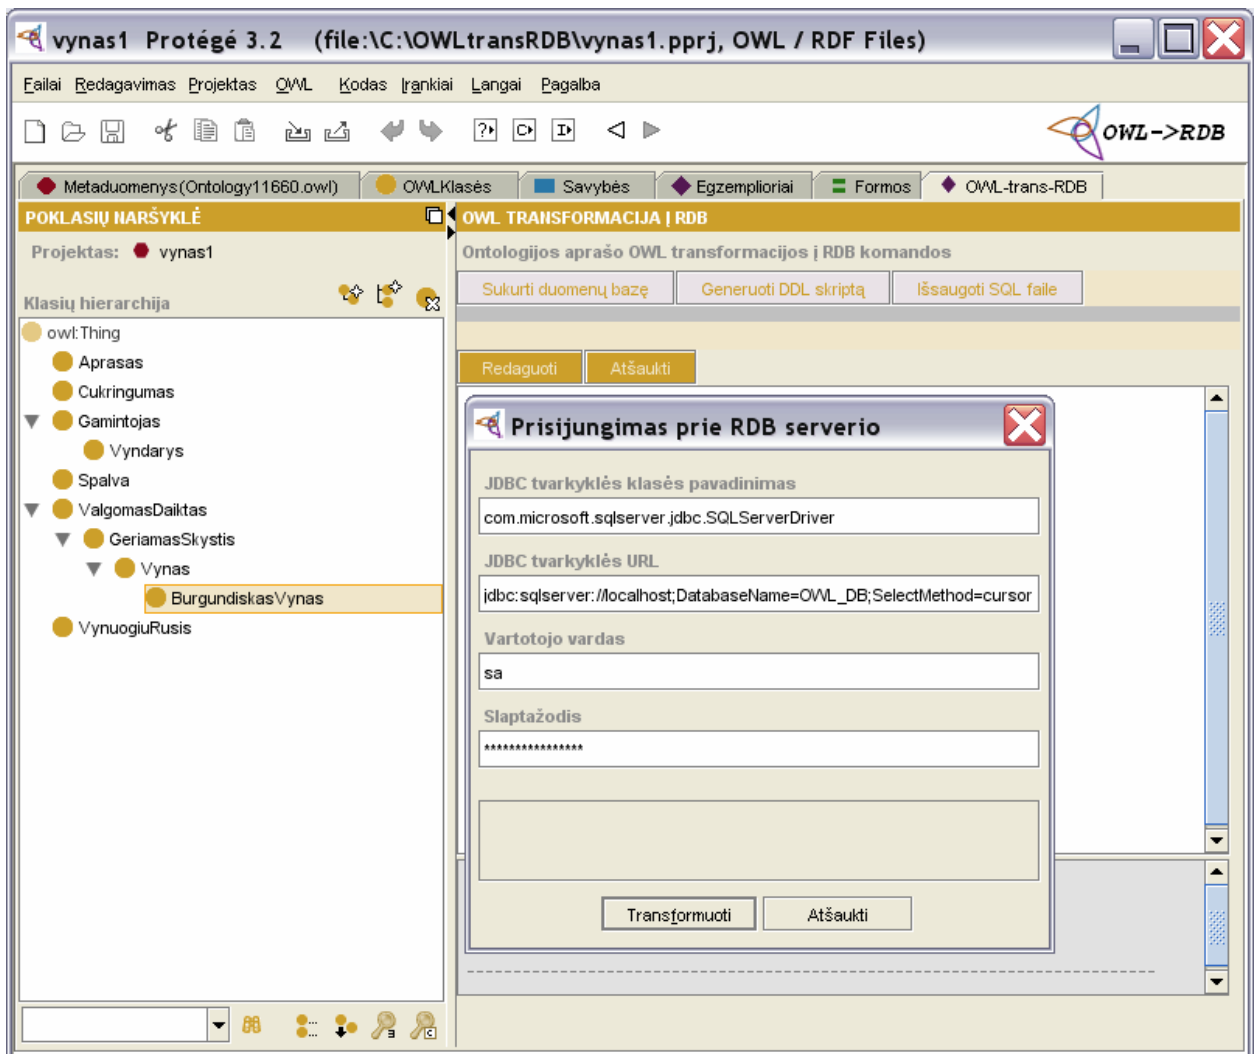 vynas1 Protégé 3.2 (file:\C:\OWLtransRDB\vynas1.pprj, OWL / RDF Files)
Failai Redagavimas Projektas OWL Kodas Įrankiai Langai Pagalba
OWL->RDB
Metaduomenys(Ontology11660.owl) OWLKlasės Savybės Egzemplioriai Formos OWL-trans-RDB
POKLASIŲ NARŠYKLĖ
Projektas: vynas1
Klasių hierarchija
owl:Thing
Aprasas
Cukringumas
Gamintojas
Vyndarys
Spalva
ValgomasDaiktas
GeriamasSkystis
Vynas
BurgundiskasVynas
VynuogiuRusis
OWL TRANSFORMACIJA Į RDB
Ontologijos aprašo OWL transformacijos į RDB komandos
Sukurti duomenų bazę Generuoti DDL skriptą Išsaugoti SQL faile
Redaguoti Atšaukti
Prisijungimas prie RDB serverio
JDBC tvarkyklės klasės pavadinimas
com.microsoft.sqlserver.jdbc.SQLServerDriver
JDBC tvarkyklės URL
jdbc:sqlserver://localhost;DatabaseName=OWL_DB;SelectMethod=cursor
Vartotojo vardas
sa
Slaptažodis
****************
Transformuoti Atšaukti